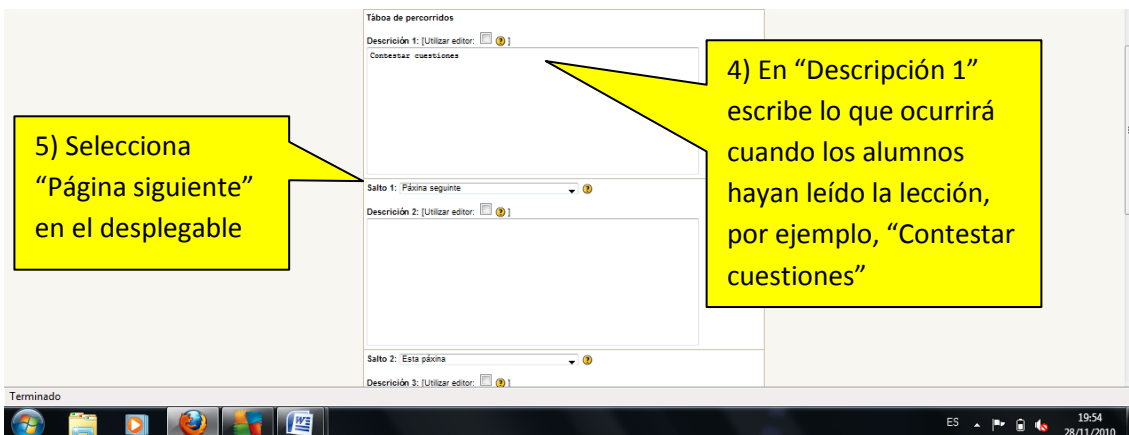 Táboa de percorridos
Descrición 1: [Utilizar editor: ]
Contestar cuestiones
4) En “Descripción 1”
escribe lo que ocurrirá
cuando los alumnos
hayan leído la lección,
por ejemplo, “Contestar
cuestiones”
5) Selecciona
“Página siguiente”
en el desplegable
Salto 1: Páxina seguinte
Descrición 2: [Utilizar editor: ]
Salto 2: Esta páxina
Descrición 3: [Utilizar editor: ]
Terminado
ES
19:54
28/11/2010